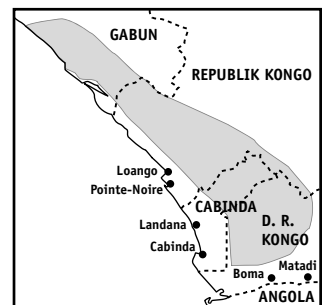 GABUN
REPUBLIK KONGO
Loango
Pointe-Noire
CABINDA
Landana
D. R.
KONGO
Cabinda
Matadi
Boma
ANGOLA